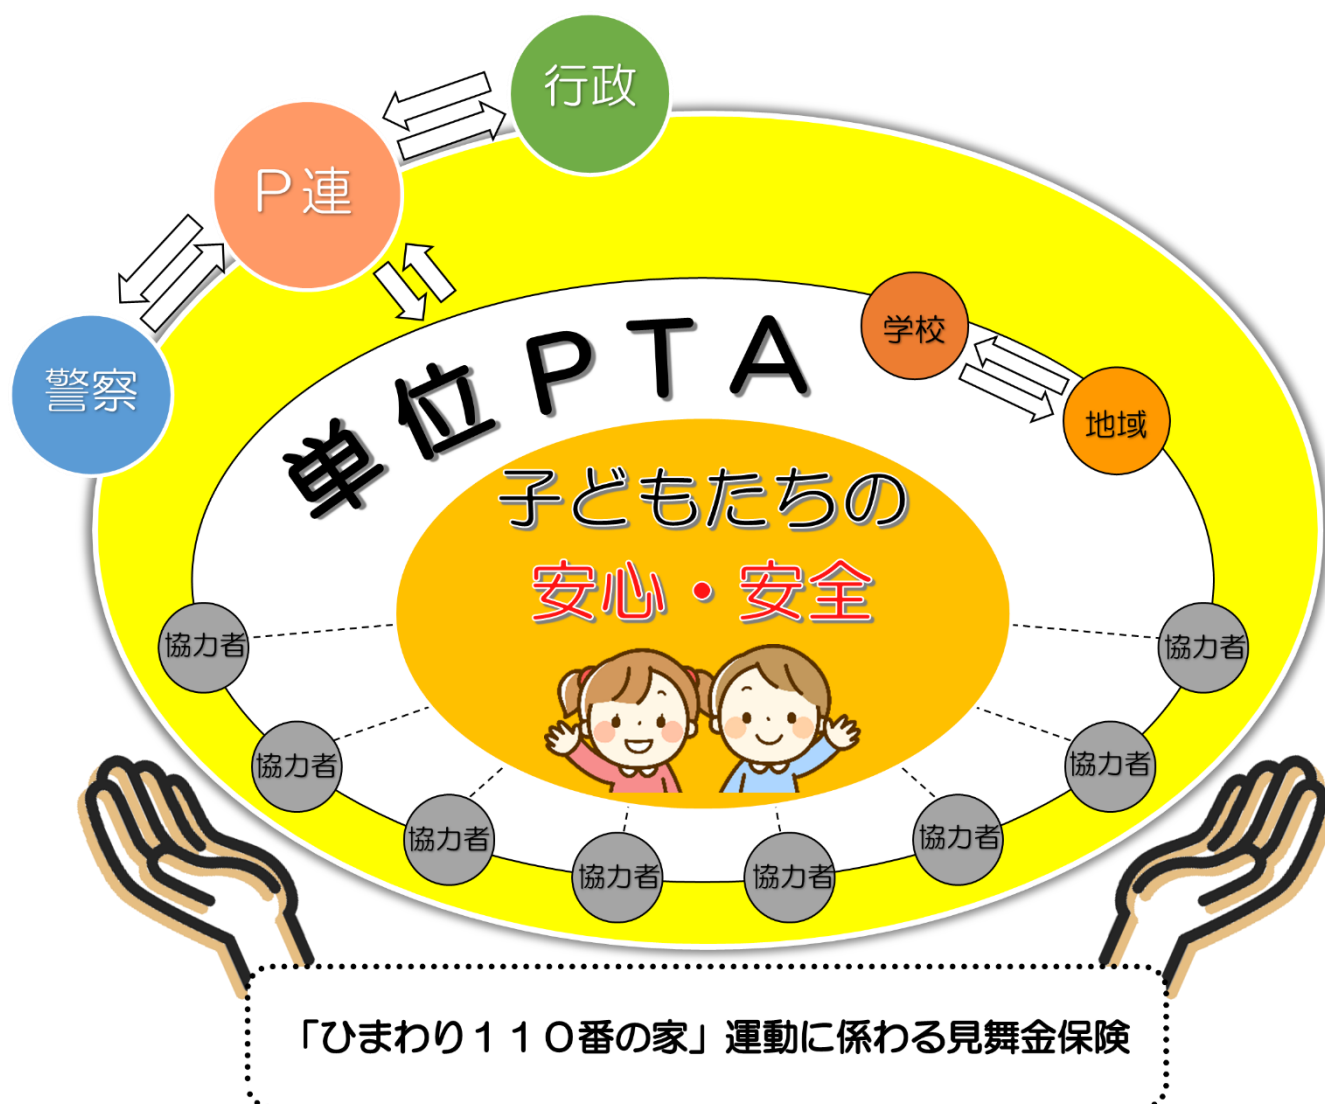 行政
Ｐ連
警察
学校
地域
単位ＰＴＡ
子どもたちの
安心・安全
協力者
協力者
協力者
協力者
協力者
協力者
協力者
協力者
「ひまわり１１０番の家」運動に係わる見舞金保険